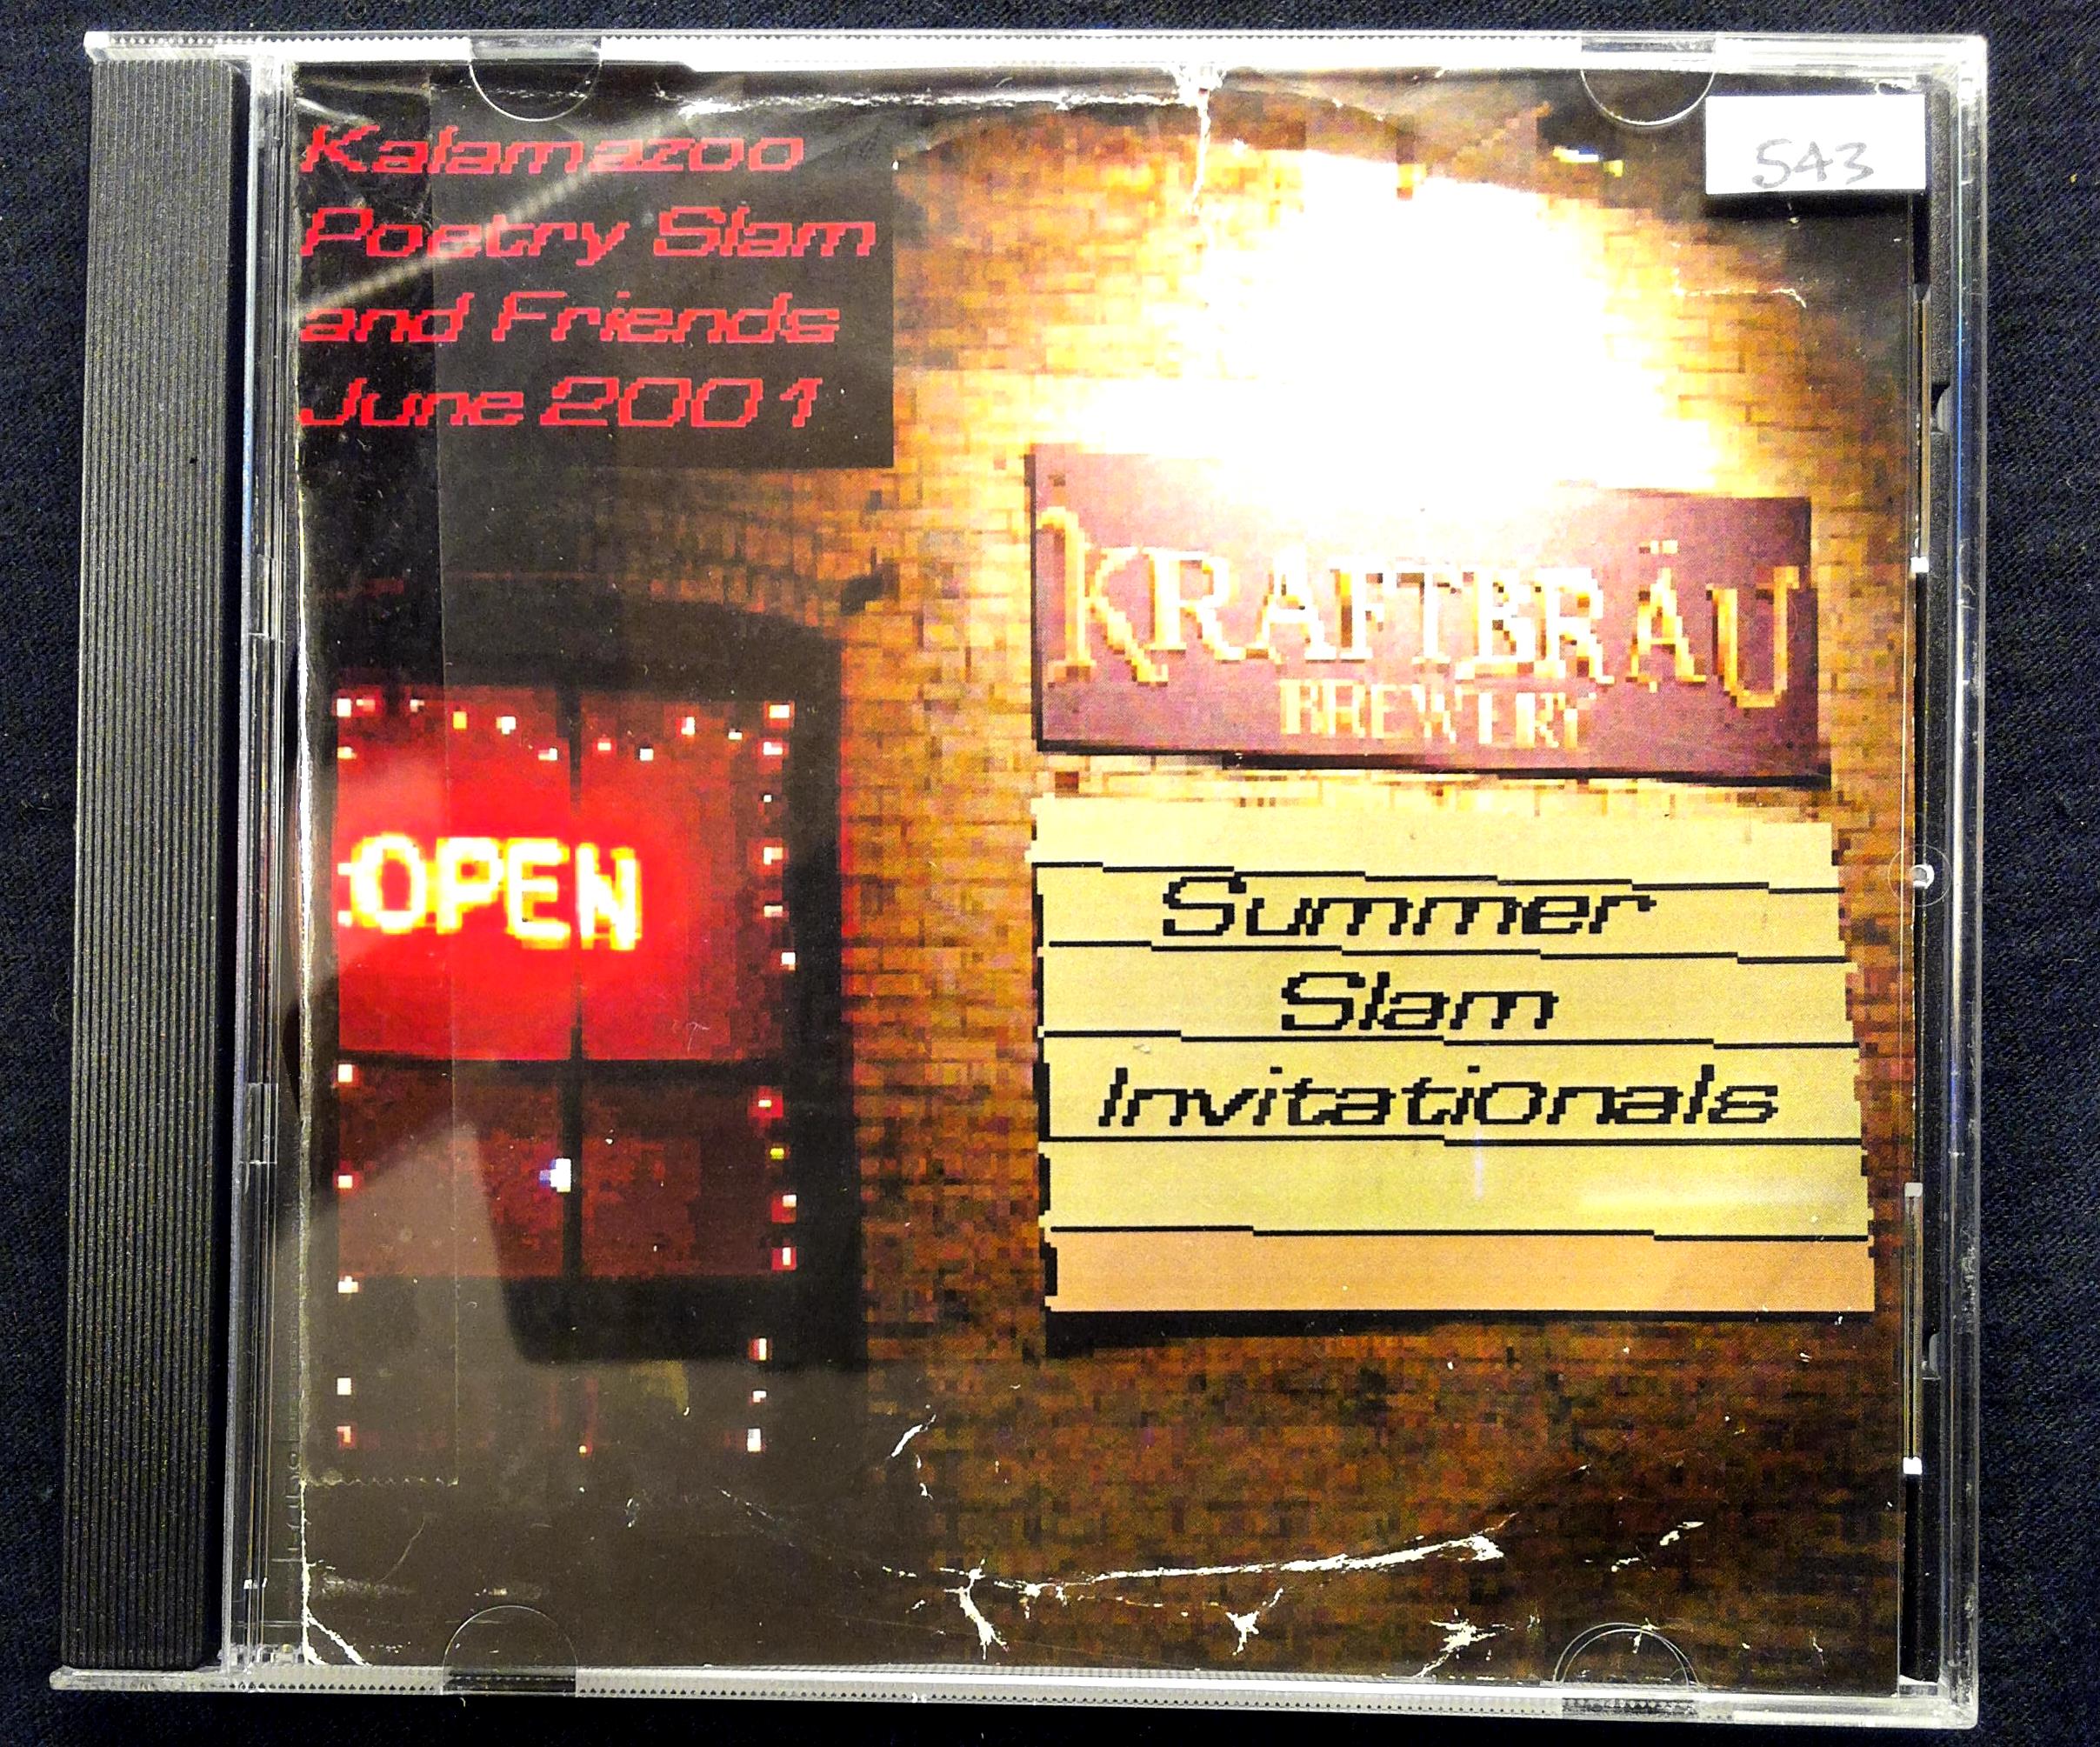 Kalamazoo
Poetry Slam
and Friends
June 2001
543
KRAFTBRÄU
BREWERY
OPEN
Summer
Slam
Invitationals